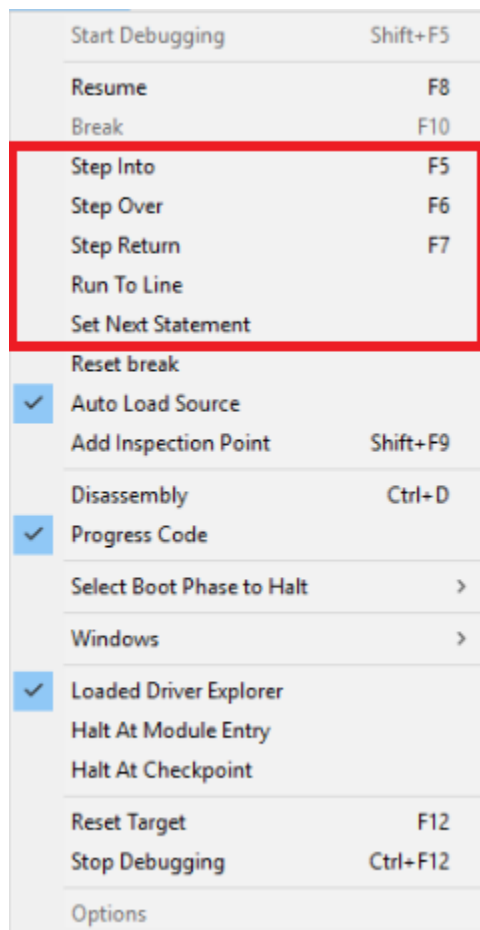 Start Debugging Shift+F5
Resume F8
Break F10
Step Into F5
Step Over F6
Step Return F7
Run To Line
Set Next Statement
Reset break
Auto Load Source
Add Inspection Point Shift+F9
Disassembly Ctrl+D
Progress Code
Select Boot Phase to Halt
Windows
Loaded Driver Explorer
Halt At Module Entry
Halt At Checkpoint
Reset Target F12
Stop Debugging Ctrl+F12
Options